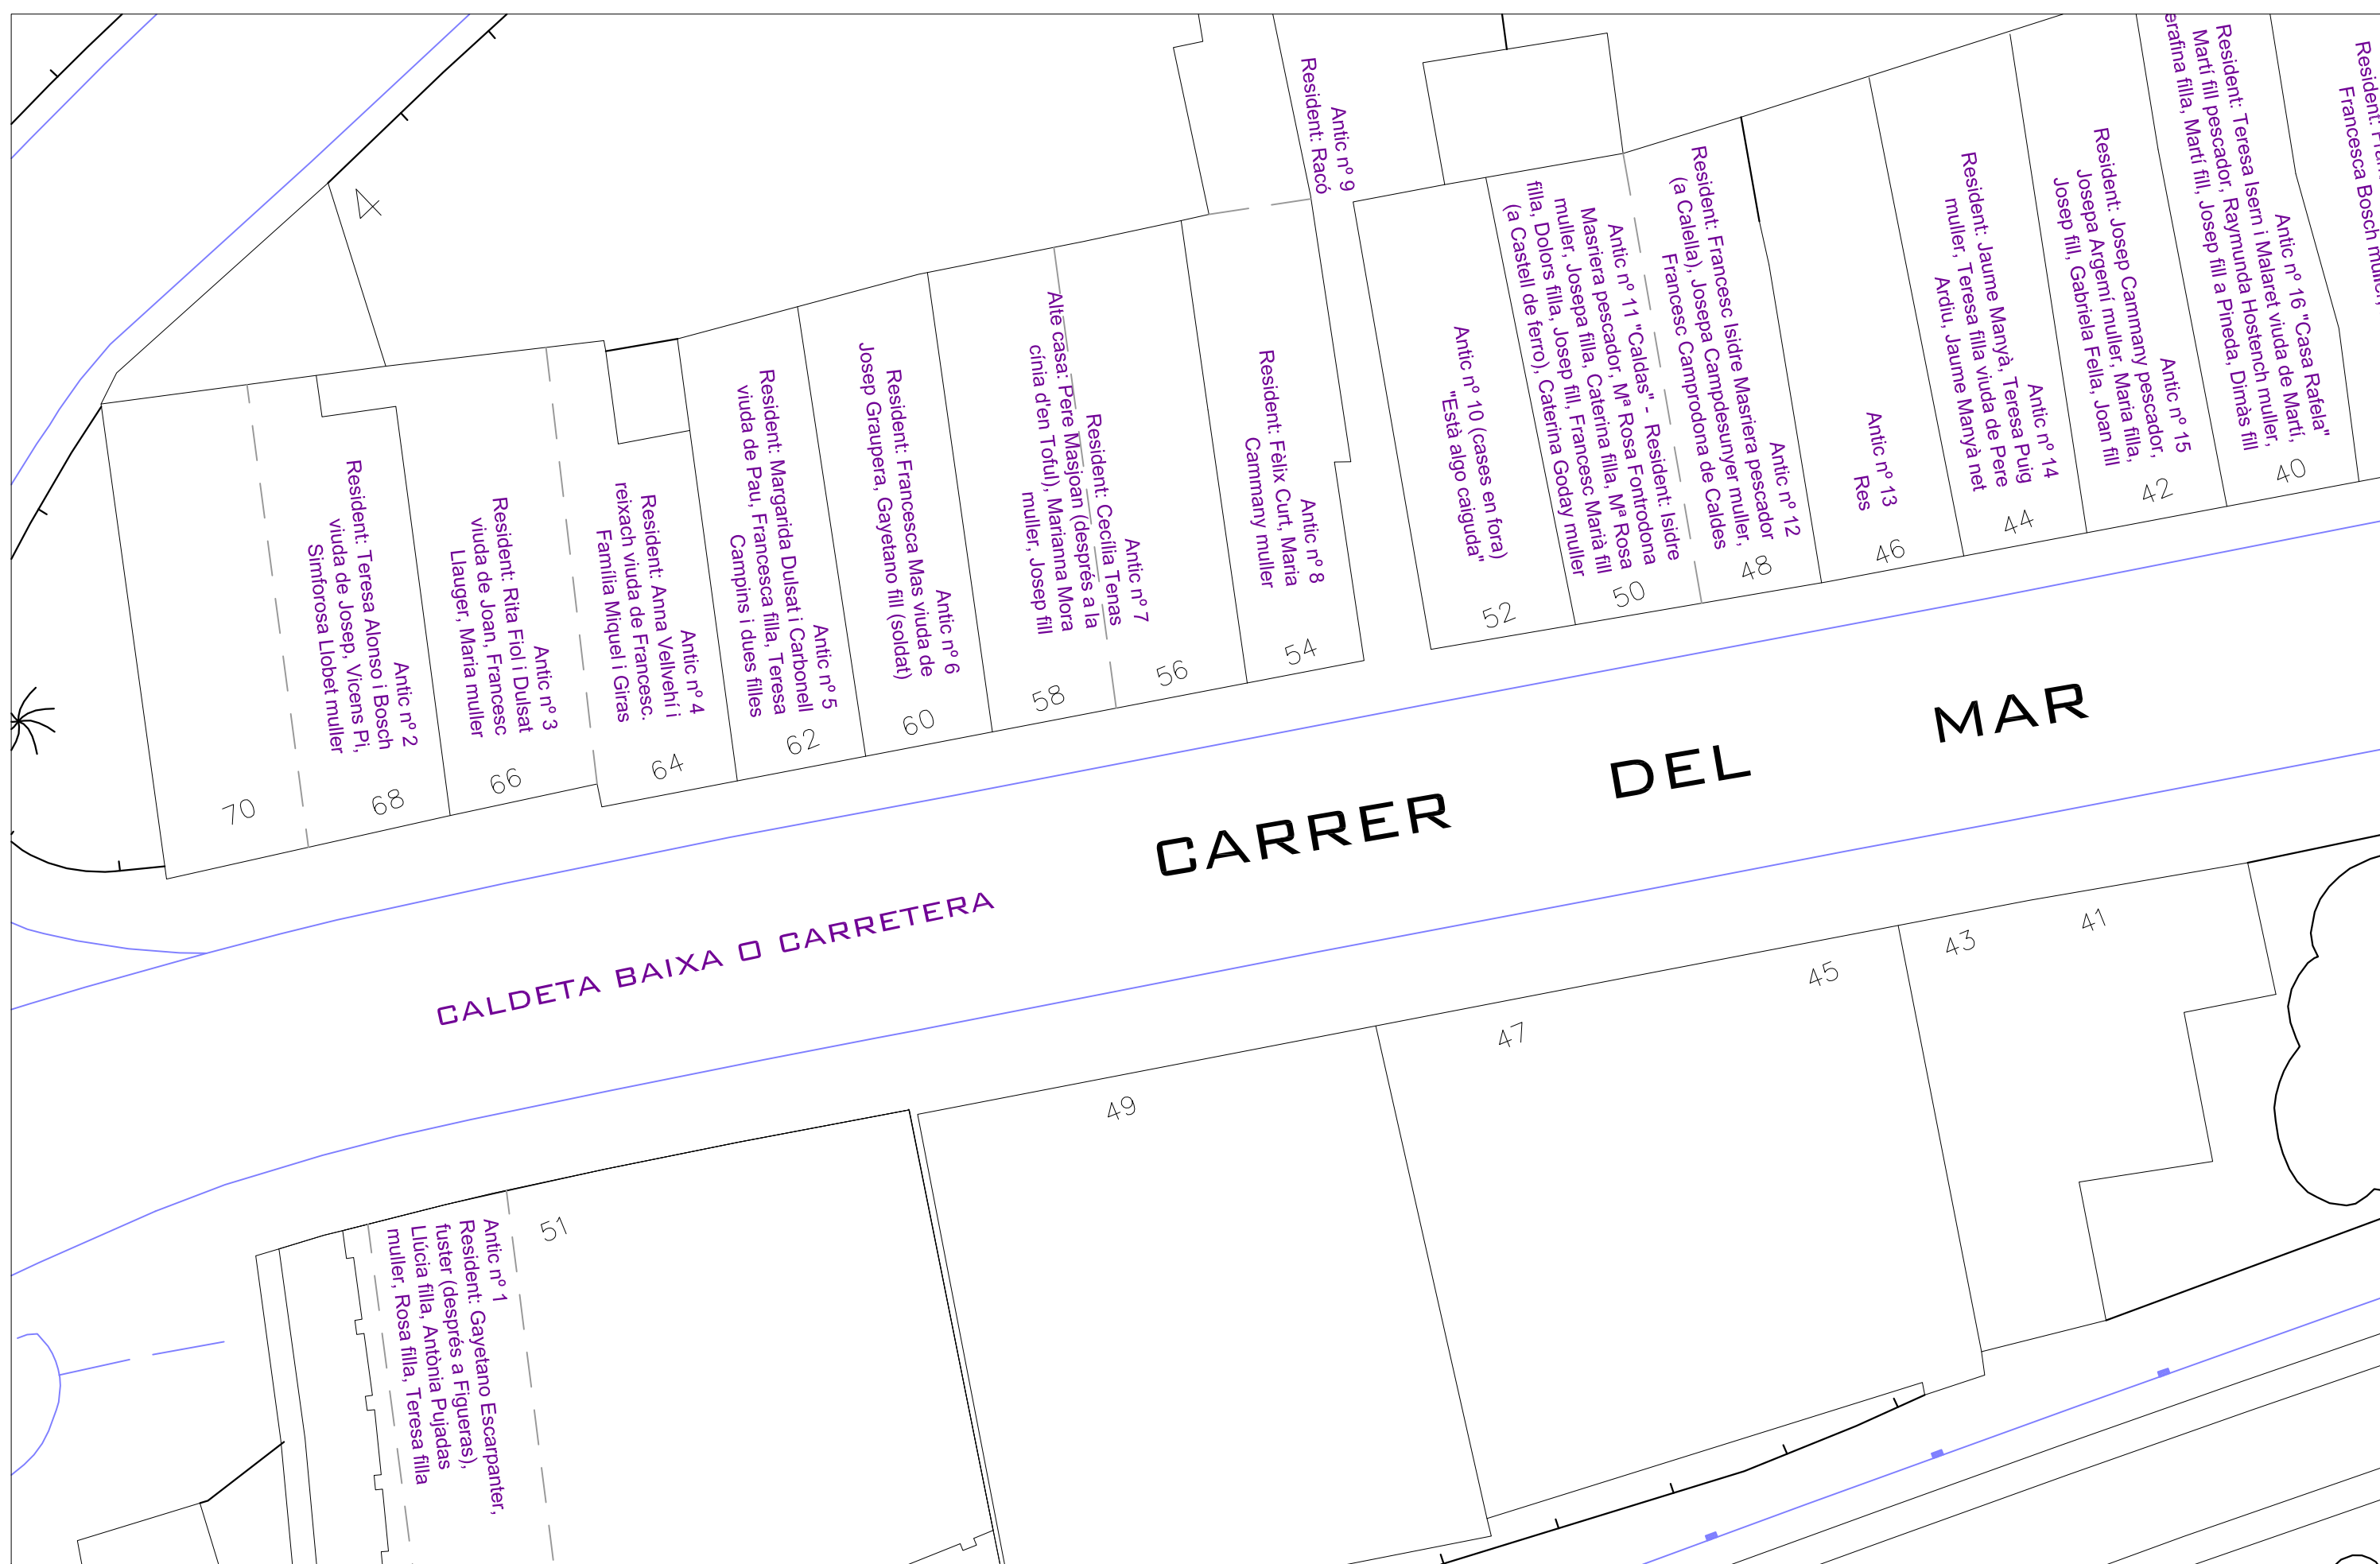 4
Antic nº 9
Resident: Racó
70
Antic nº 2
Resident: Teresa Alonso i Bosch
viuda de Josep, Vicens Pi,
Simforosa Llobet muller
68
Antic nº 3
Resident: Rita Fiol i Dulsat
viuda de Joan, Francesc
Llauger, Maria muller
66
Antic nº 4
Resident: Anna Vellvehí i
reixach viuda de Francesc.
Família Miquel i Giras
64
Antic nº 5
Resident: Margarida Dulsat i Carbonell
viuda de Pau, Francesca filla, Teresa
Campins i dues filles
62
Antic nº 6
Resident: Francesca Mas viuda de
Josep Graupera, Gayetano fill (soldat)
60
Antic nº 7
Resident: Cecília Tenas
Alte casa: Pere Masjoan (després a la
cínia d'en Toful), Marianna Mora
muller, Josep fill
58
56
Antic nº 8
Resident: Fèlix Curt, Maria
Cammany muller
54
Antic nº 10 (cases en fora)
"Està algo caiguda"
52
Antic nº 11 "Caldas" - Resident: Isidre
Masriera pescador, Mª Rosa Fontrodona
muller, Josepa filla, Caterina filla, Mª Rosa
filla, Dolors filla, Josep fill, Francesc Marià fill
(a Castell de ferro), Caterina Goday muller
50
Antic nº 12
Resident: Francesc Isidre Masriera pescador
(a Calella), Josepa Campdesunyer muller,
Francesc Camprodona de Caldes
48
Antic nº 13
Res
46
Antic nº 14
Resident: Jaume Manyà, Teresa Puig
muller, Teresa filla viuda de Pere
Ardiu, Jaume Manyà net
44
Antic nº 15
Resident: Josep Cammany pescador,
Josepa Argemí muller, Maria filla,
Josep fill, Gabriela Fella, Joan fill
42
Antic nº 16 "Casa Rafela"
Resident: Teresa Isern i Malaret viuda de Martí,
Martí fill pescador, Raymunda Hostench muller,
erafina filla, Martí fill, Josep fill a Pineda, Dimàs fill
40
Resident:
Francesca Bosch muller,
CARRER DEL MAR
CALDETA BAIXA O CARRETERA
41
43
45
47
49
51
Antic nº 1
Resident: Gayetano Escarpanter,
fuster (després a Figueras),
Llúcia filla, Antònia Pujadas
muller, Rosa filla, Teresa filla